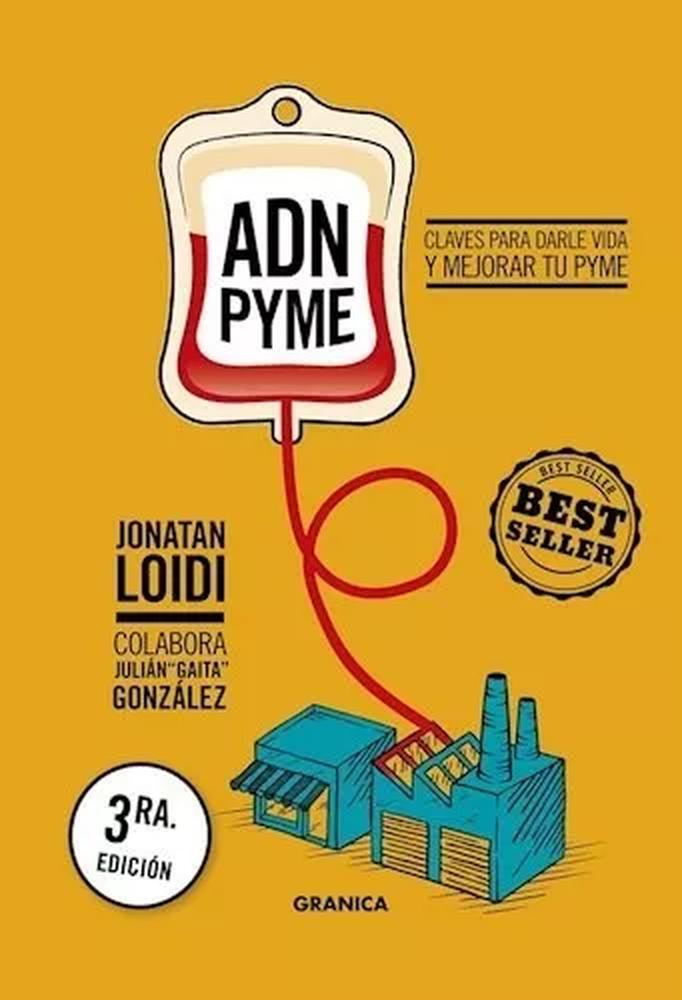 ADN
PYME
CLAVES PARA DARLE VIDA
Y MEJORAR TU PYME
BEST SELLER
BEST
SELLER
JONATAN
LOIDI
COLABORA
JULIÁN “GAITA”
GONZÁLEZ
3RA.
EDICIÓN
GRANICA